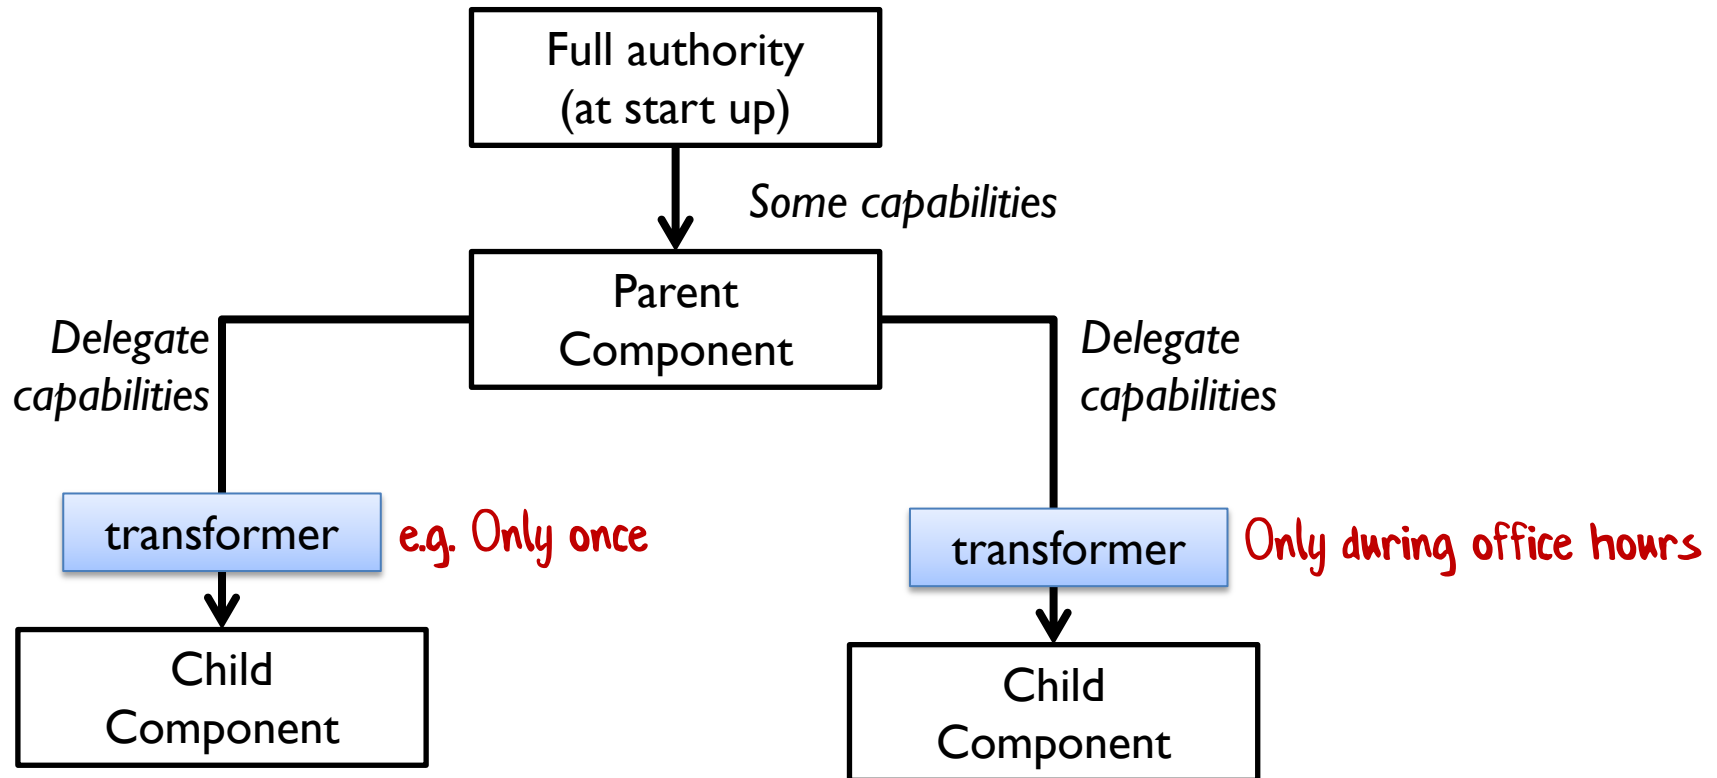 Full authority
(at start up)
Some capabilities
Parent
Component
Delegate
capabilities
Delegate
capabilities
transformer
e.g. Only once
transformer
Only during office hours
Child
Component
Child
Component